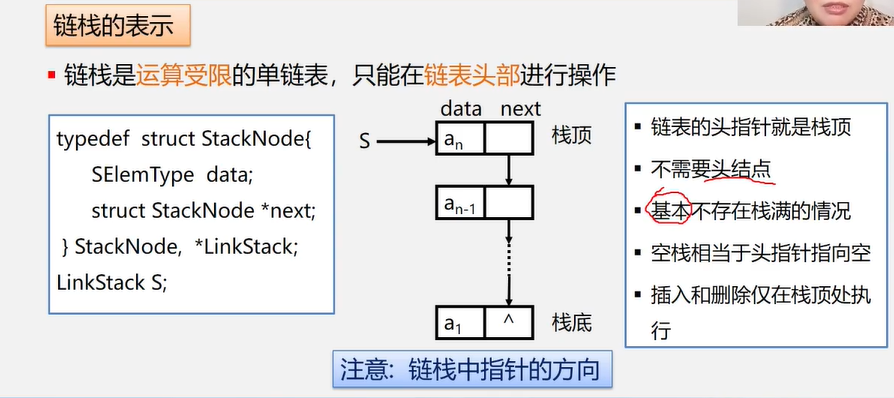 链栈的表示
链栈是运算受限的单链表，只能在链表头部进行操作
typedef struct StackNode{
SElemType data;
struct StackNode *next;
} StackNode, *LinkStack;
LinkStack S;
data next
S an 栈顶
an-1
a1 ^ 栈底
链表的头指针就是栈顶
不需要头结点
基本不存在栈满的情况
空栈相当于头指针指向空
插入和删除仅在栈顶处执
行
注意: 链栈中指针的方向